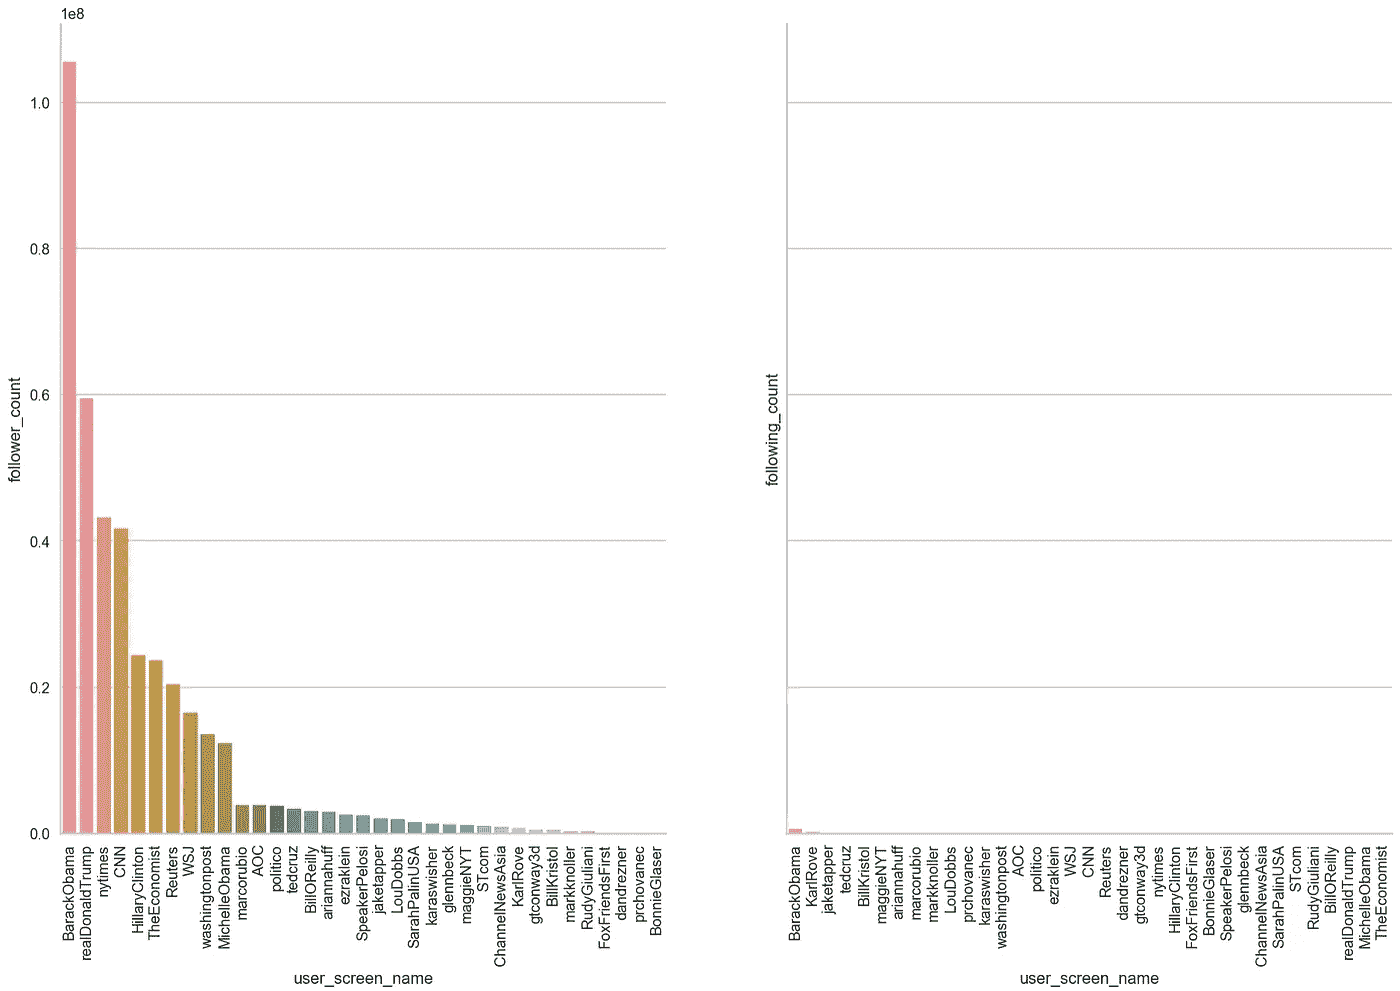 1e8
1.0
0.8
0.6
0.4
0.2
0.0
follower_count
BarackObama
realDonaldTrump
nytimes
CNN
HillaryClinton
TheEconomist
Reuters
WSJ
washingtonpost
MichelleObama
marcorubio
AOC
politico
tedcruz
BillOReilly
ariannahuff
ezraklein
SpeakerPelosi
jaketapper
LouDobbs
SarahPalinUSA
karaswisher
glennbeck
maggieNYT
STcom
ChannelNewsAsia
KarlRove
gtconway3d
BillKristol
markknoller
RudyGiuliani
FoxFriendsFirst
dandrezner
prchovanec
BonnieGlaser
user_screen_name
following_count
BarackObama
KarlRove
jaketapper
tedcruz
BillKristol
maggieNYT
ariannahuff
marcorubio
markknoller
LouDobbs
prchovanec
karaswisher
washingtonpost
AOC
politico
ezraklein
WSJ
CNN
Reuters
dandrezner
gtconway3d
nytimes
HillaryClinton
FoxFriendsFirst
BonnieGlaser
SpeakerPelosi
glennbeck
ChannelNewsAsia
SarahPalinUSA
STcom
RudyGiuliani
BillOReilly
realDonaldTrump
MichelleObama
TheEconomist
user_screen_name